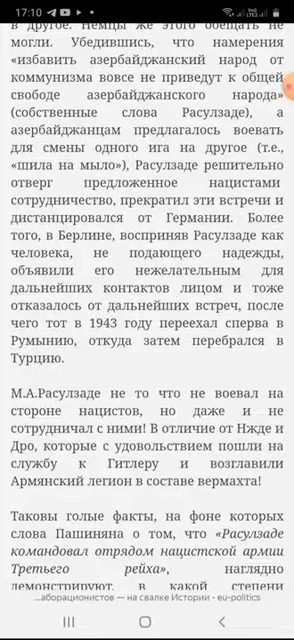 17:10
в другое. Немцы же этого обещать не
могли. Убедившись, что намерения
«избавить азербайджанский народ от
коммунизма вовсе не приведут к общей
свободе азербайджанского народа»
(собственные слова Расулзаде), а
азербайджанцам предлагалось воевать
для смены одного ига на другое (т.е.,
«шила на мыло»), Расулзаде решительно
отверг предложенное нацистами
сотрудничество, прекратил эти встречи и
дистанцировался от Германии. Более
того, в Берлине, восприняв Расулзаде как
человека, не подающего надежды,
объявили его нежелательным для
дальнейших контактов лицом и тоже
отказалось от дальнейших встреч, после
чего тот в 1943 году переехал сперва в
Румынию, откуда затем перебрался в
Турцию.
М.А.Расулзаде не то что не воевал на
стороне нацистов, но даже и не
сотрудничал с ними! В отличие от Нжде и
Дро, которые с удовольствием пошли на
службу к Гитлеру и возглавили
Армянский легион в составе вермахта!
Таковы голые факты, на фоне которых
слова Пашиняна о том, что «Расулзаде
командовал отрядом нацистской армии
Третьего рейха», наглядно
демонстрируют, в какой степени
...аборационистов — на свалке Истории - eu-politics